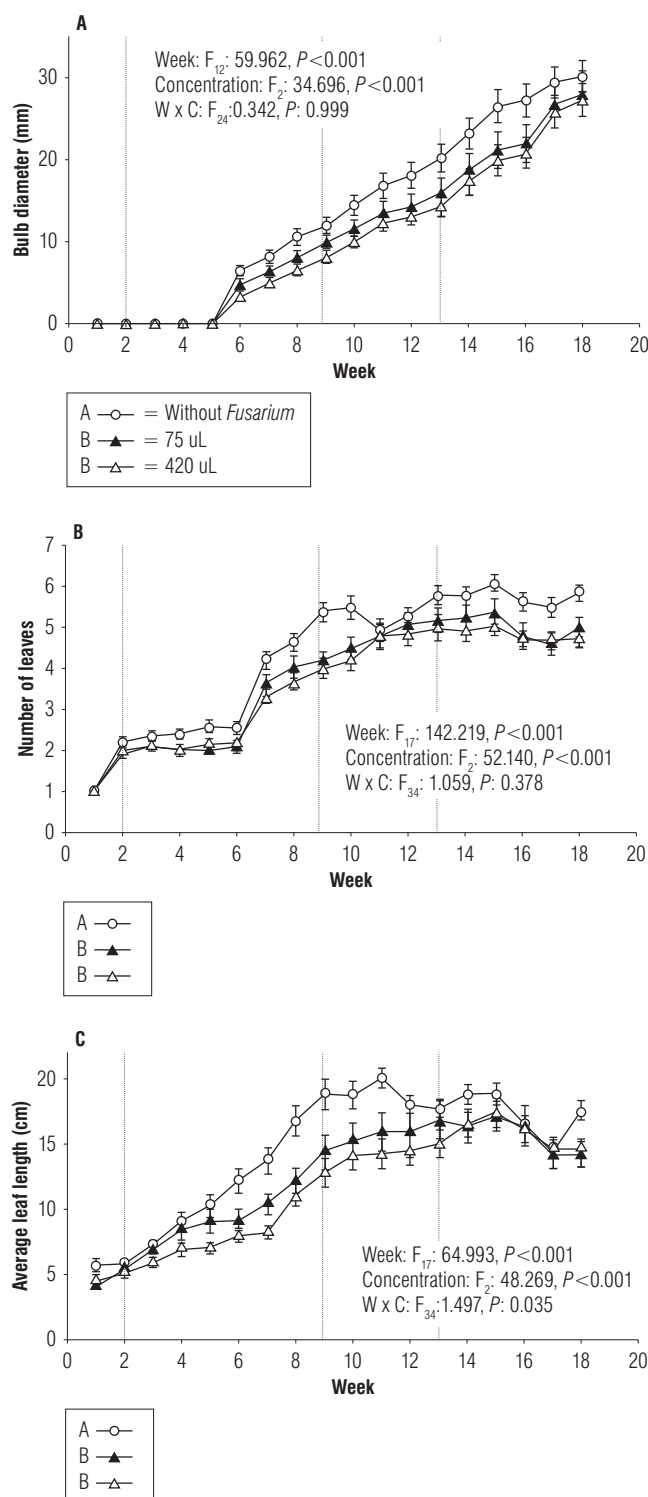 A
Week: F12: 59.962, P<0.001
Concentration: F2: 34.696, P<0.001
W x C: F24:0.342, P: 0.999
Bulb diameter (mm)
30
20
10
0
0 2 4 6 8 10 12 14 16 18 20
Week
A = Without Fusarium
B = 75 uL
B = 420 uL
B
Number of leaves
7
6
5
4
3
2
1
0
Week: F17: 142.219, P<0.001
Concentration: F2: 52.140, P<0.001
W x C: F34: 1.059, P: 0.378
0 2 4 6 8 10 12 14 16 18 20
Week
A
B
B
C
Average leaf length (cm)
20
15
10
5
0
Week: F17: 64.993, P<0.001
Concentration: F2: 48.269, P<0.001
W x C: F34:1.497, P: 0.035
0 2 4 6 8 10 12 14 16 18 20
Week
A
B
B